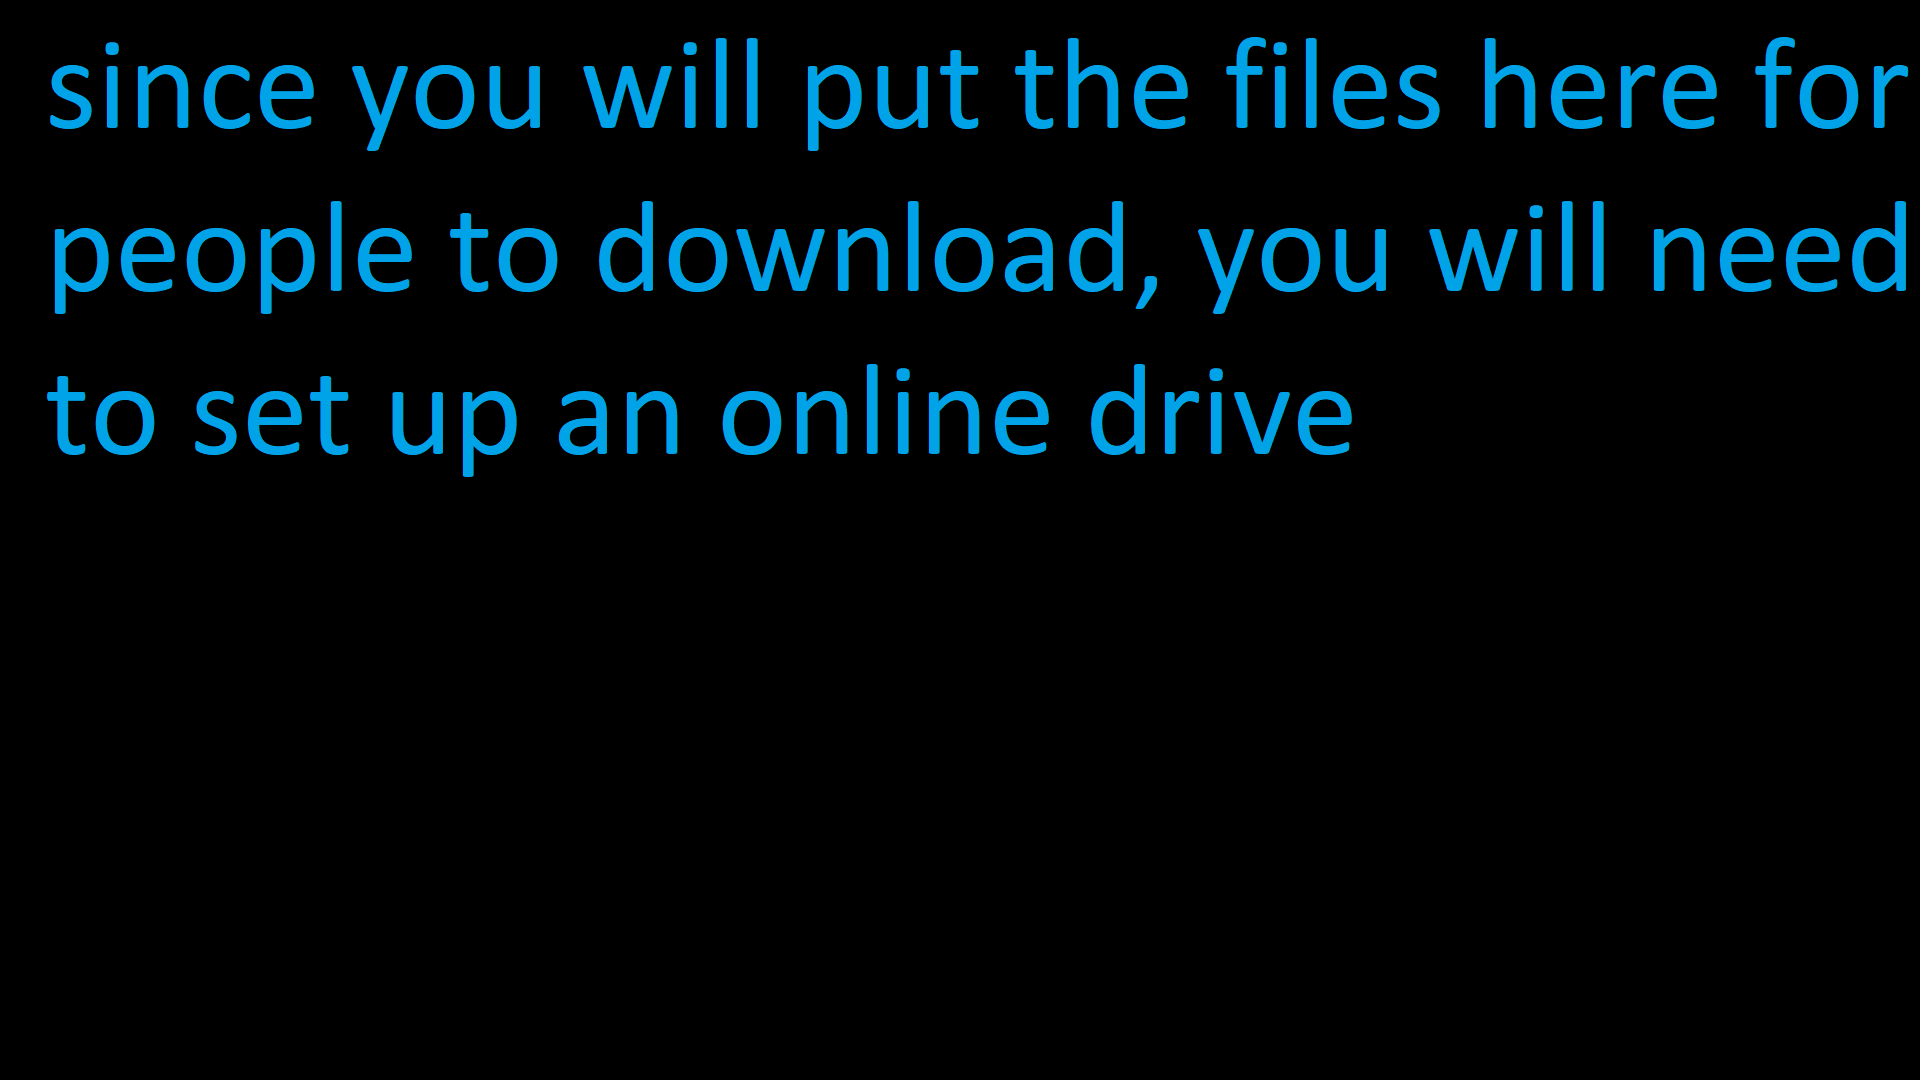 since you will put the files here for
people to download, you will need
to set up an online drive